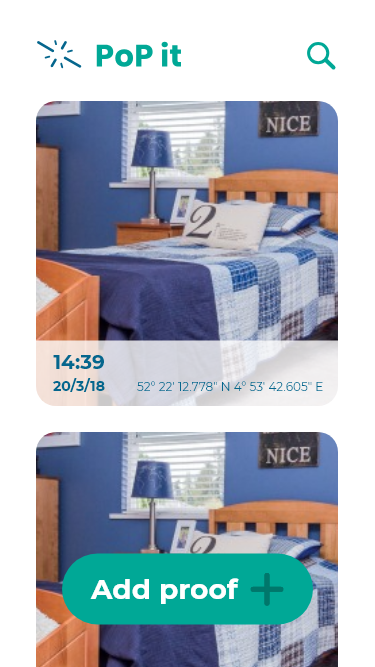 PoP it
NICE
2
14:39
20/3/18
52° 22' 12.778" N 4° 53' 42.605" E
NICE
2
Add proof